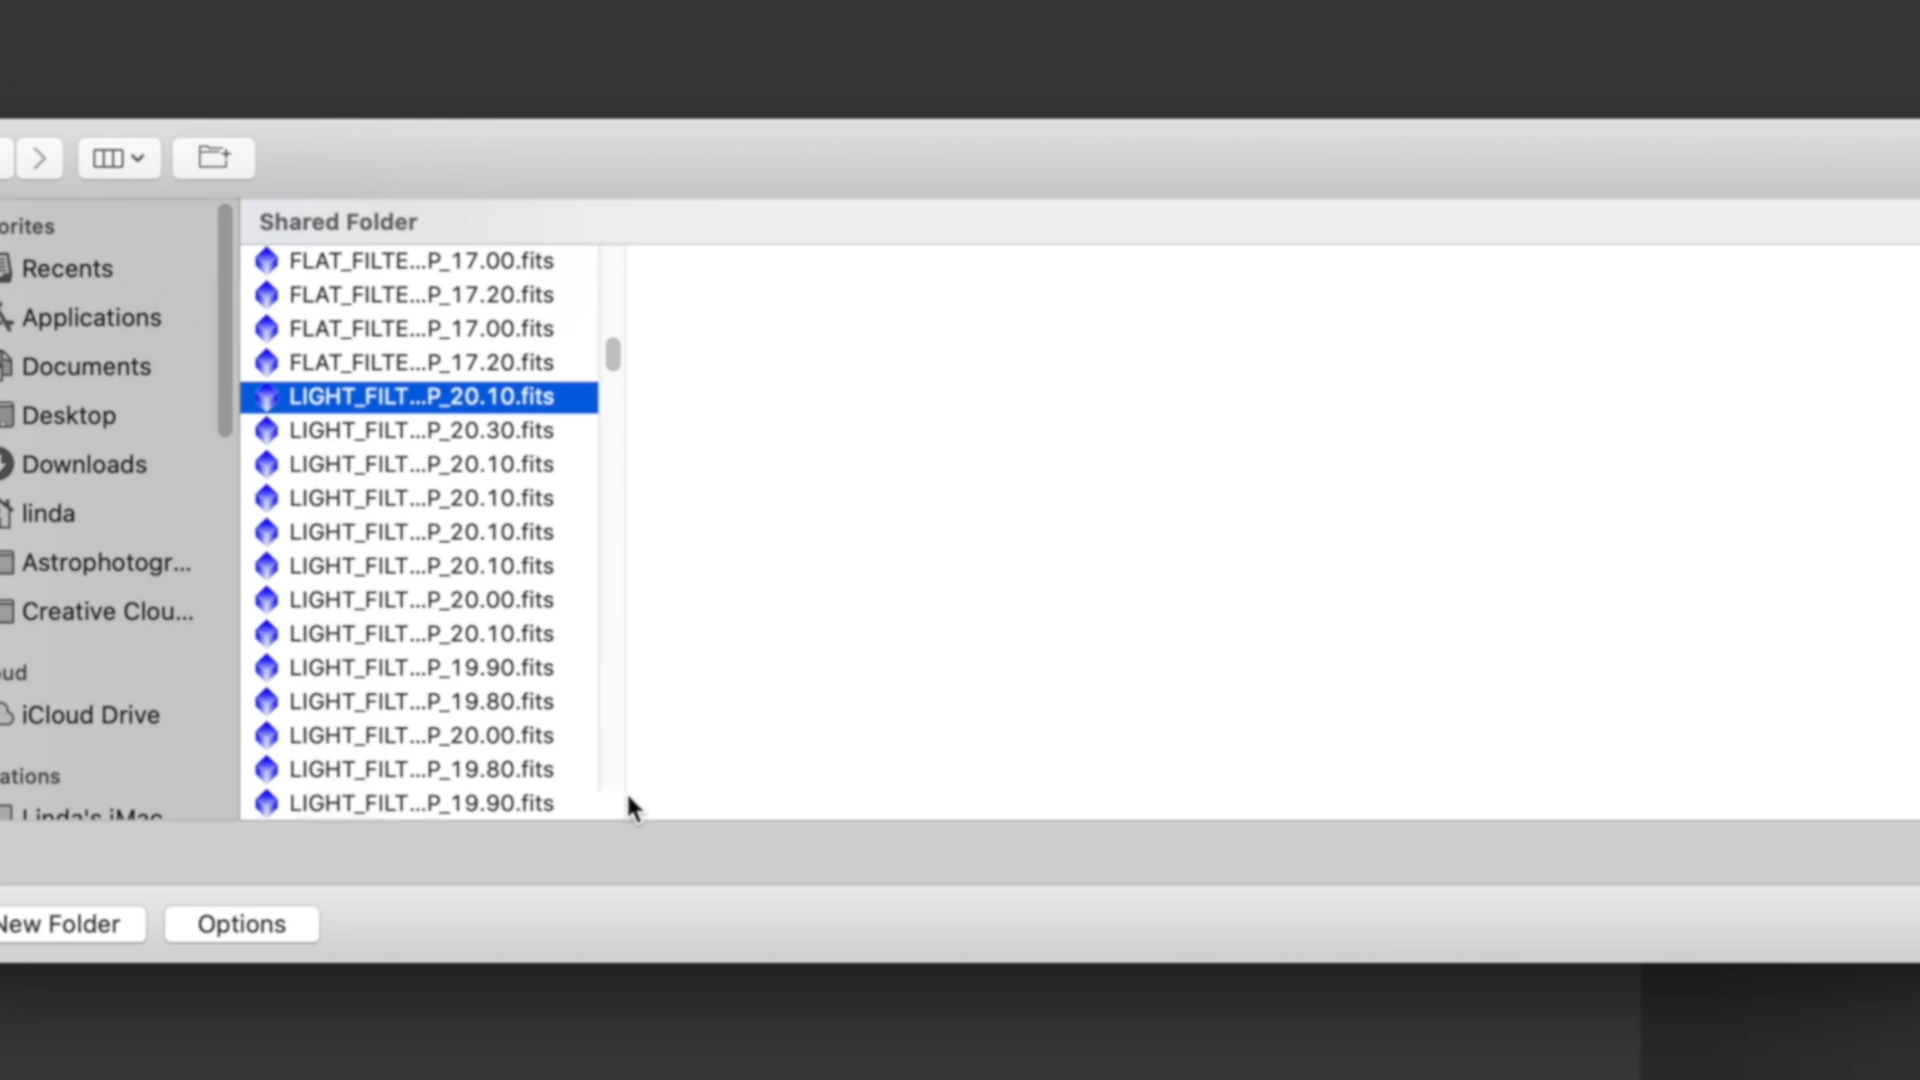 orites
Recents
Applications
Documents
Desktop
Downloads
linda
Astrophotogr...
Creative Clou...
oud
iCloud Drive
ations
Linda's iMac
Shared Folder
FLAT_FILTE...P_17.00.fits
FLAT_FILTE...P_17.20.fits
FLAT_FILTE...P_17.00.fits
FLAT_FILTE...P_17.20.fits
LIGHT_FILT...P_20.10.fits
LIGHT_FILT...P_20.30.fits
LIGHT_FILT...P_20.10.fits
LIGHT_FILT...P_20.10.fits
LIGHT_FILT...P_20.10.fits
LIGHT_FILT...P_20.10.fits
LIGHT_FILT...P_20.00.fits
LIGHT_FILT...P_20.10.fits
LIGHT_FILT...P_19.90.fits
LIGHT_FILT...P_19.80.fits
LIGHT_FILT...P_20.00.fits
LIGHT_FILT...P_19.80.fits
LIGHT_FILT...P_19.90.fits
New Folder
Options